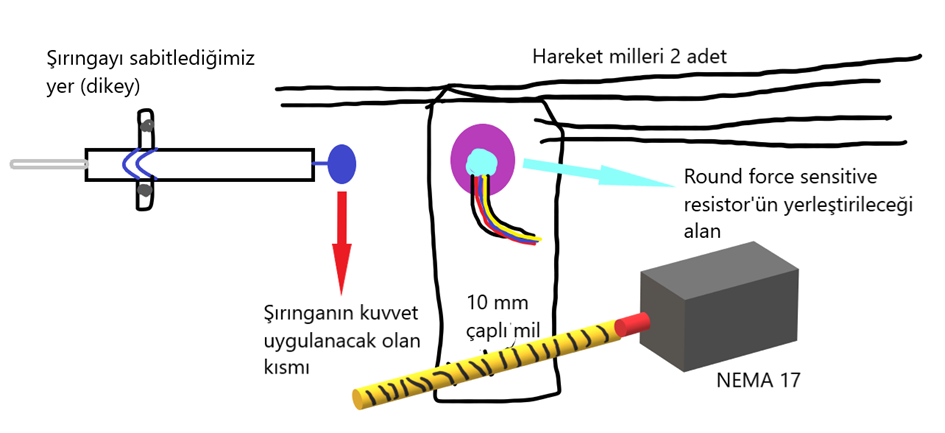 Şırıngayı sabitlediğimiz
yer (dikey)
Hareket milleri 2 adet
Round force sensitive
resistor'ün yerleştirileceği
alan
Şırınganın kuvvet
uygulanacak olan
kısmı
10 mm
çaplı mil
NEMA 17